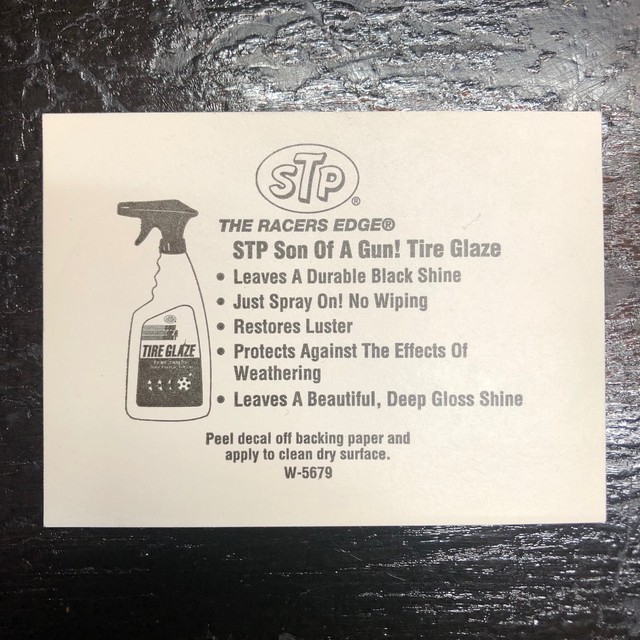 STP®
THE RACERS EDGE®
STP Son Of A Gun! Tire Glaze
• Leaves A Durable Black Shine
• Just Spray On! No Wiping
• Restores Luster
• Protects Against The Effects Of
Weathering
• Leaves A Beautiful, Deep Gloss Shine
TIRE GLAZE
Peel decal off backing paper and
apply to clean dry surface.
W-5679